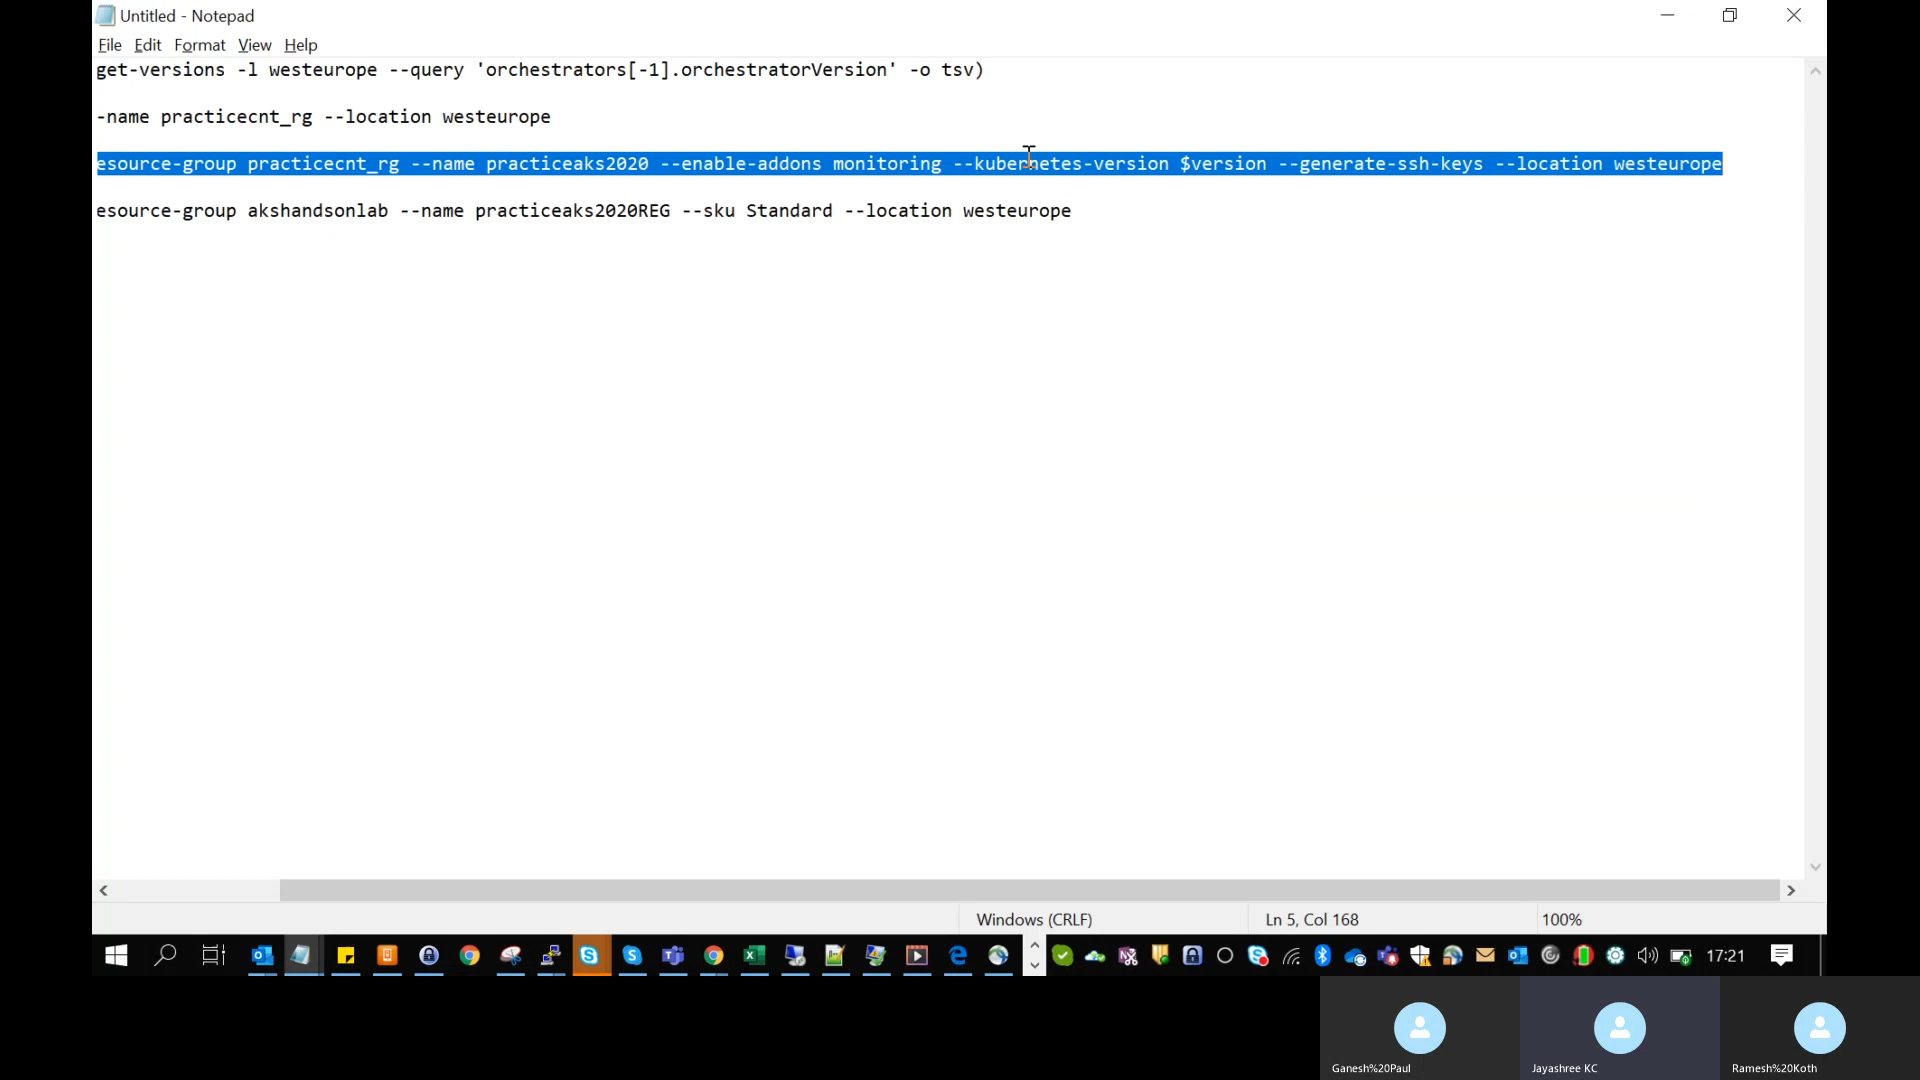 Untitled - Notepad
File Edit Format View Help
get-versions -l westeurope --query 'orchestrators[-1].orchestratorVersion' -o tsv)
-name practicecnt_rg --location westeurope
esource-group practicecnt_rg --name practiceaks2020 --enable-addons monitoring --kubernetes-version $version --generate-ssh-keys --location westeurope
esource-group akshandsonlab --name practiceaks2020REG --sku Standard --location westeurope
Windows (CRLF) Ln 5, Col 168 100%
17:21
Ganesh%20Paul Jayashree KC Ramesh%20Koth